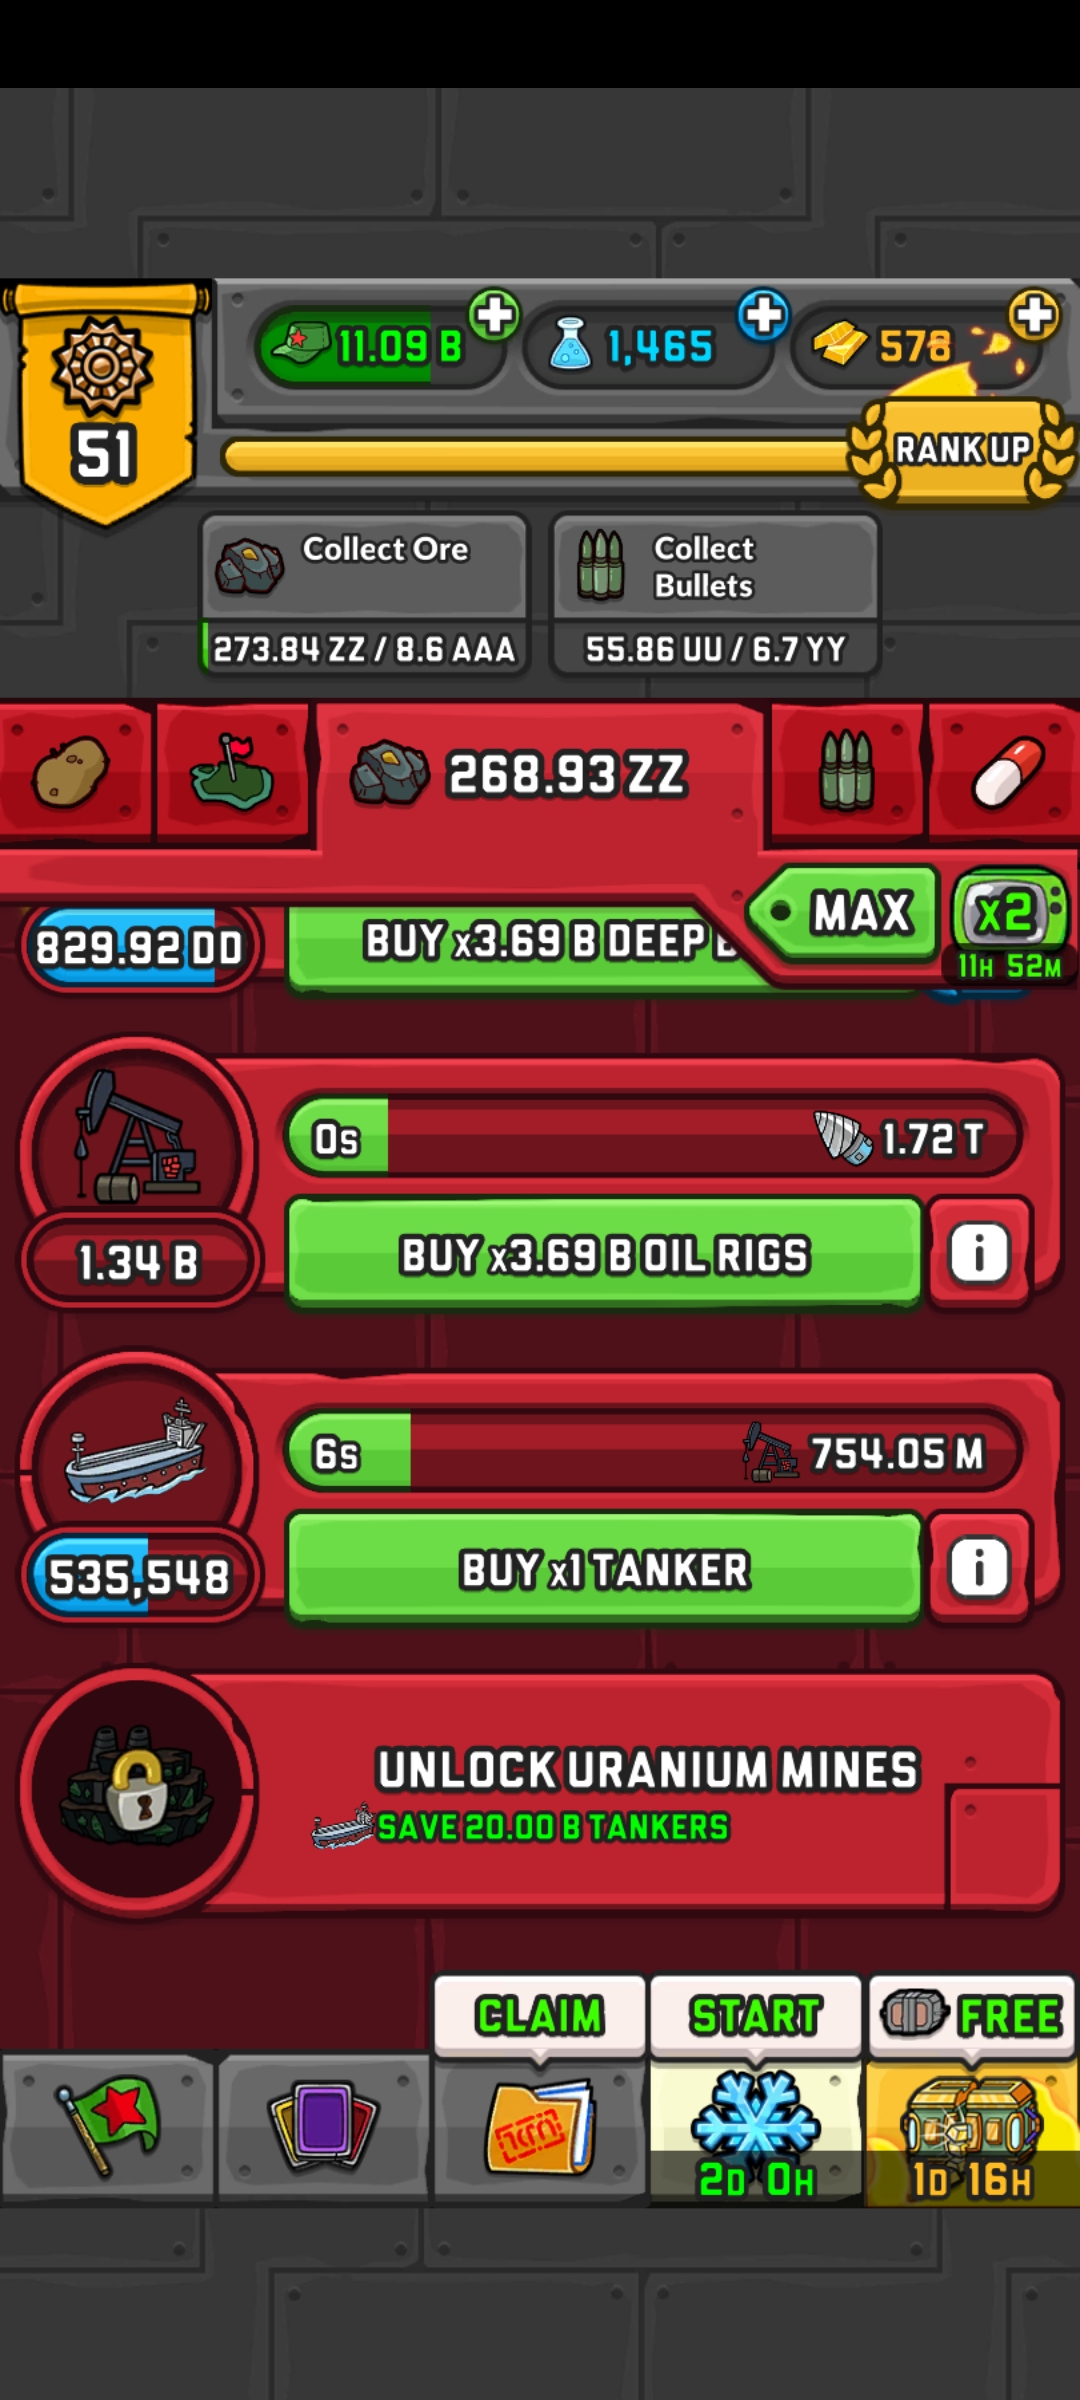 11.09 B
1,465
578
51
RANK UP
Collect Ore
273.84 ZZ / 8.6 AAA
Collect
Bullets
55.86 UU / 6.7 YY
268.93 ZZ
MAX
x2
11H 52M
829.92 DD
BUY x3.69 B DEEP
0s
1.72 T
1.34 B
BUY x3.69 B OIL RIGS
i
6s
754.05 M
535,548
BUY x1 TANKER
i
UNLOCK URANIUM MINES
SAVE 20.00 B TANKERS
CLAIM
START
FREE
2D 0H
1D 16H